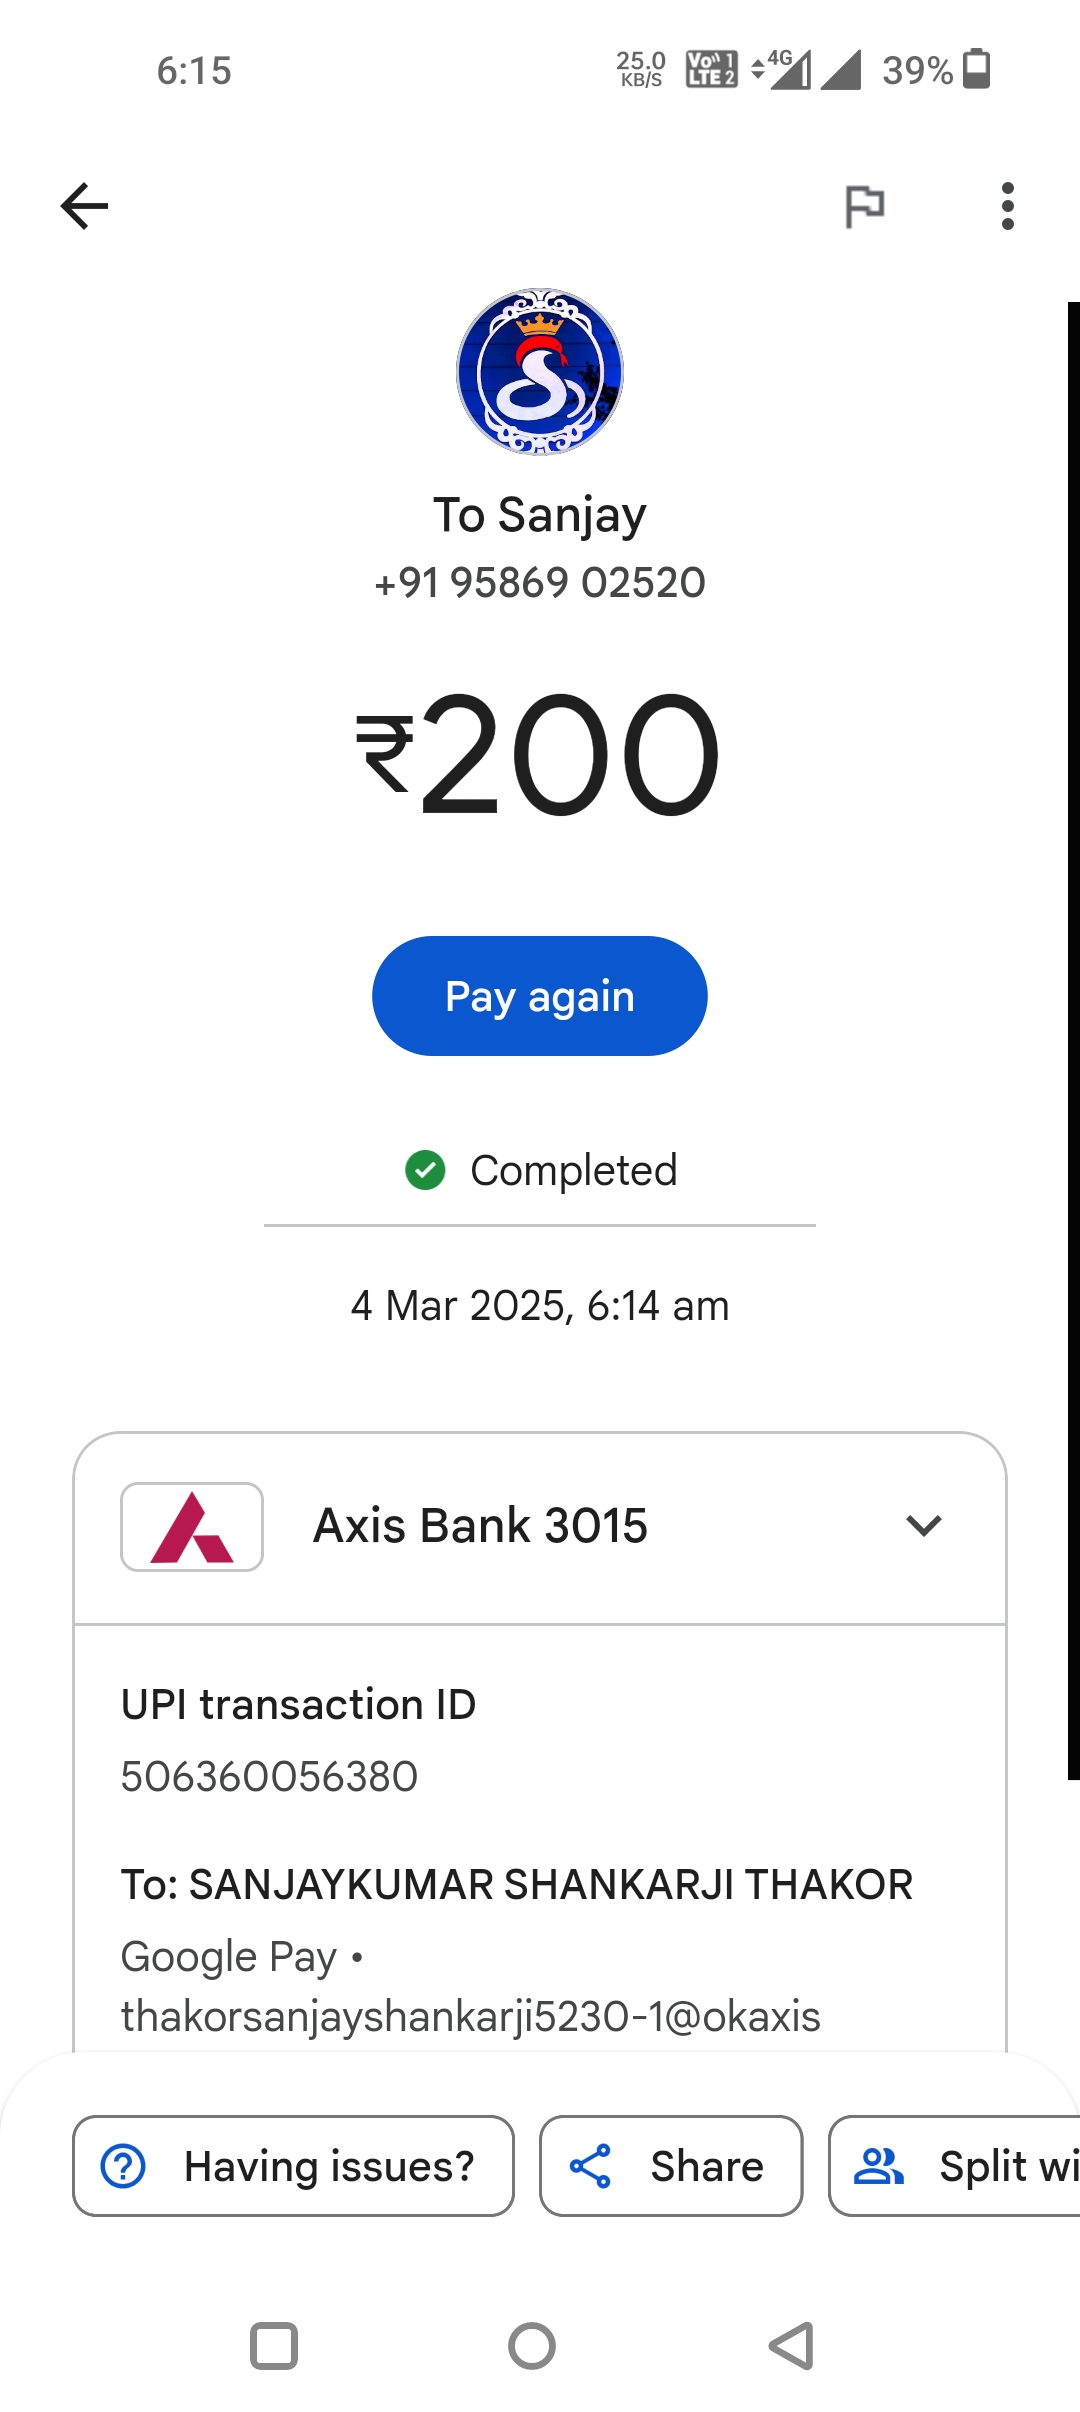 6:15
25.0 KB/S Vo 1 LTE 2 4G 39%
To Sanjay
+91 95869 02520
₹200
Pay again
Completed
4 Mar 2025, 6:14 am
Axis Bank 3015
UPI transaction ID
506360056380
To: SANJAYKUMAR SHANKARJI THAKOR
Google Pay •
thakorsanjayshankarji5230-1@okaxis
Having issues?
Share
Split wi